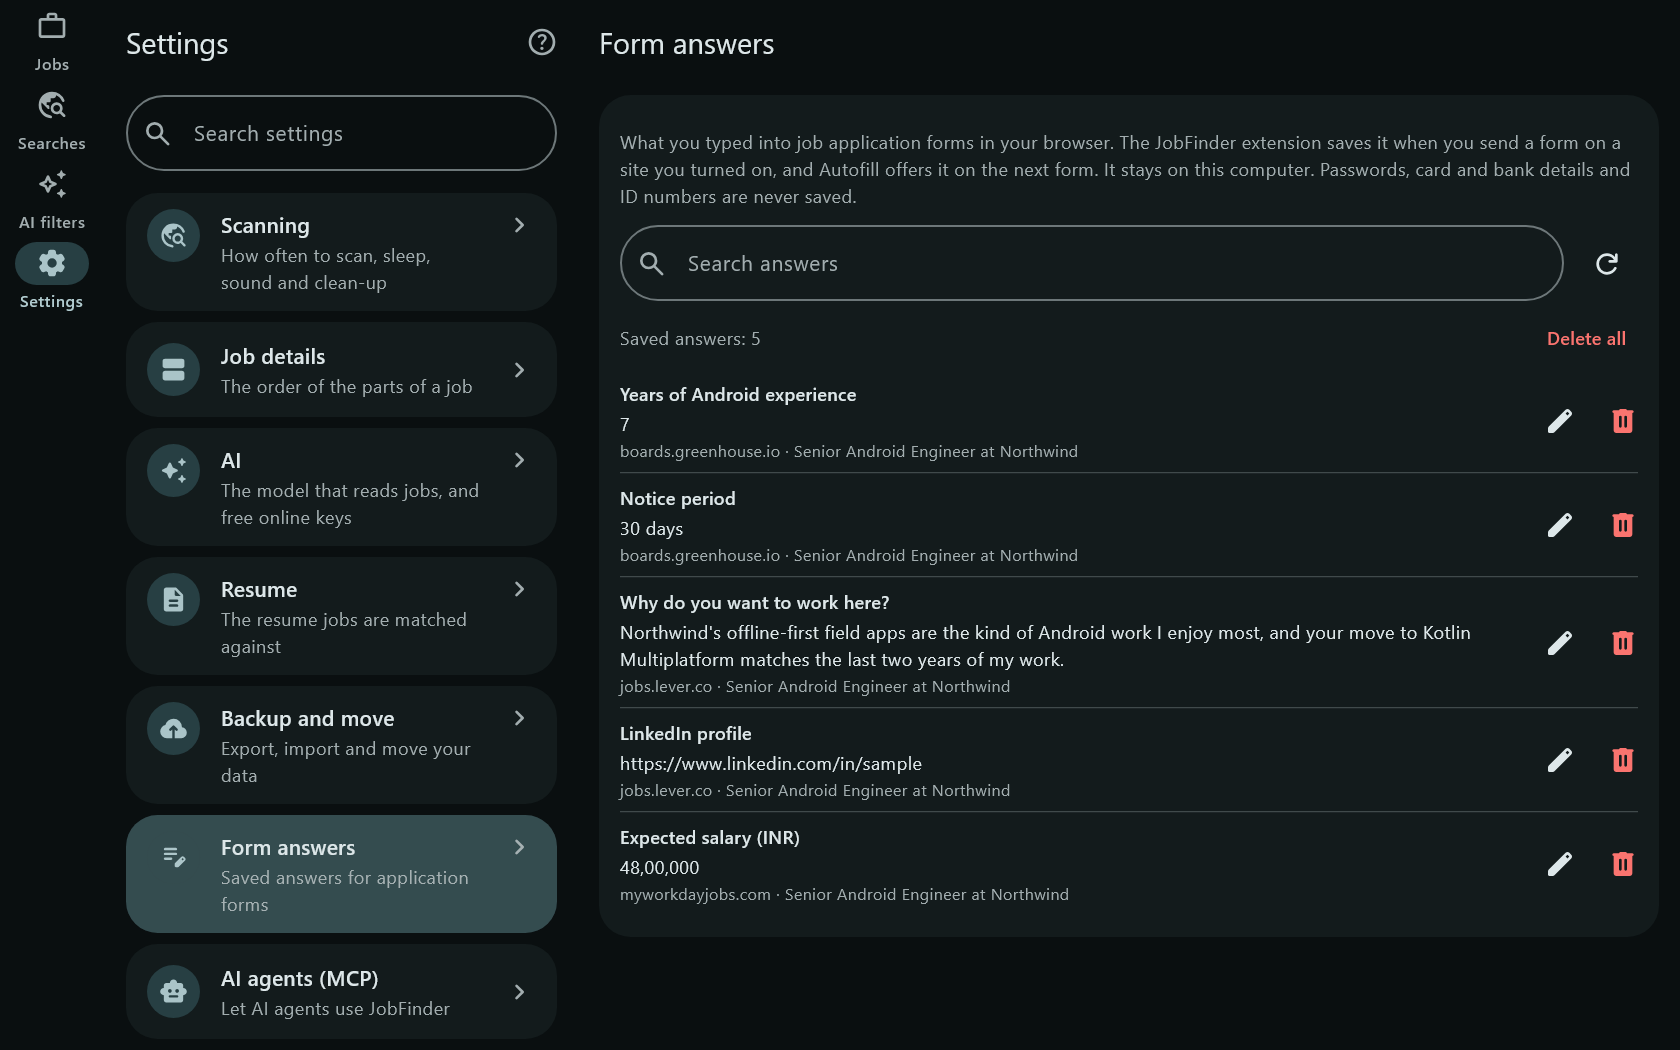 Jobs
Searches
AI filters
Settings
Settings
Search settings
Scanning
How often to scan, sleep,
sound and clean-up
Job details
The order of the parts of a job
AI
The model that reads jobs, and
free online keys
Resume
The resume jobs are matched
against
Backup and move
Export, import and move your
data
Form answers
Saved answers for application
forms
AI agents (MCP)
Let AI agents use JobFinder
Form answers
What you typed into job application forms in your browser. The JobFinder extension saves it when you send a form on a
site you turned on, and Autofill offers it on the next form. It stays on this computer. Passwords, card and bank details and
ID numbers are never saved.
Search answers
Saved answers: 5
Delete all
Years of Android experience
7
boards.greenhouse.io · Senior Android Engineer at Northwind
Notice period
30 days
boards.greenhouse.io · Senior Android Engineer at Northwind
Why do you want to work here?
Northwind's offline-first field apps are the kind of Android work I enjoy most, and your move to Kotlin
Multiplatform matches the last two years of my work.
jobs.lever.co · Senior Android Engineer at Northwind
LinkedIn profile
https://www.linkedin.com/in/sample
jobs.lever.co · Senior Android Engineer at Northwind
Expected salary (INR)
48,00,000
myworkdayjobs.com · Senior Android Engineer at Northwind